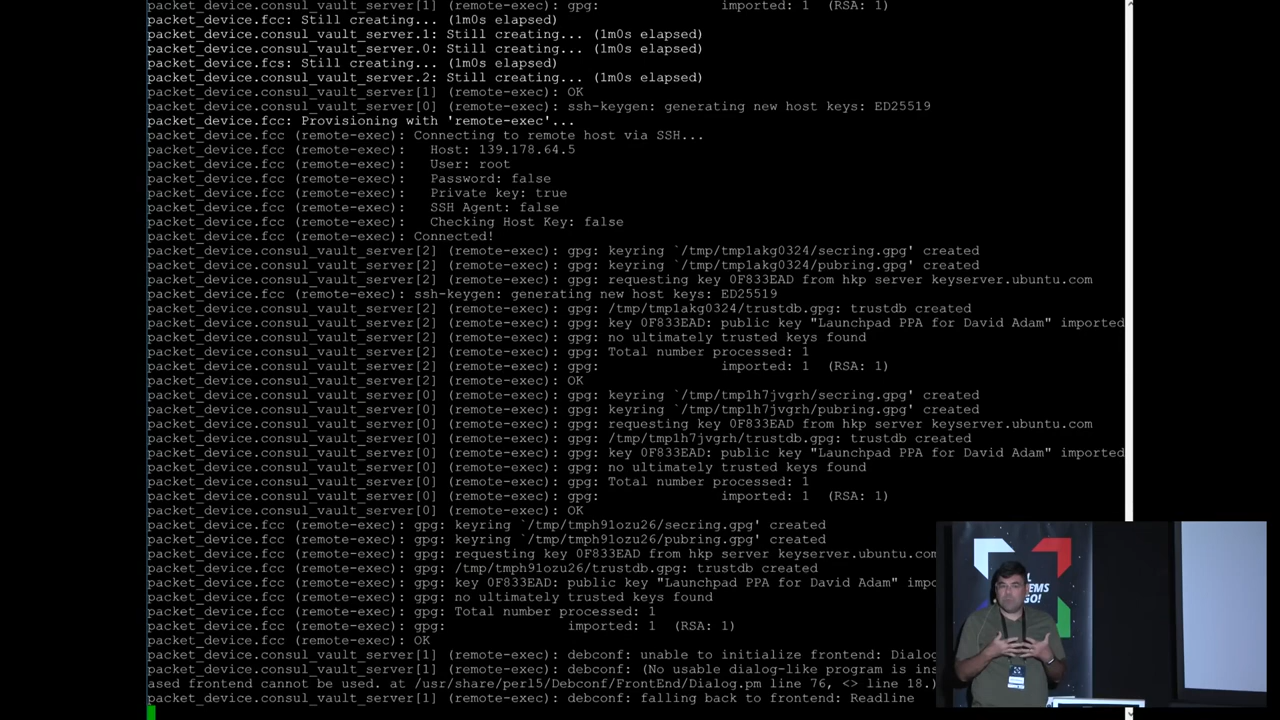 packet_device.consul_vault_server[1] (remote-exec): gpg:               imported: 1  (RSA: 1)
packet_device.fcc: Still creating... (1m0s elapsed)
packet_device.consul_vault_server.1: Still creating... (1m0s elapsed)
packet_device.consul_vault_server.0: Still creating... (1m0s elapsed)
packet_device.fcs: Still creating... (1m0s elapsed)
packet_device.consul_vault_server.2: Still creating... (1m0s elapsed)
packet_device.consul_vault_server[1] (remote-exec): OK
packet_device.consul_vault_server[0] (remote-exec): ssh-keygen: generating new host keys: ED25519
packet_device.fcc: Provisioning with 'remote-exec'...
packet_device.fcc (remote-exec): Connecting to remote host via SSH...
packet_device.fcc (remote-exec):   Host: 139.178.64.5
packet_device.fcc (remote-exec):   User: root
packet_device.fcc (remote-exec):   Password: false
packet_device.fcc (remote-exec):   Private key: true
packet_device.fcc (remote-exec):   SSH Agent: false
packet_device.fcc (remote-exec):   Checking Host Key: false
packet_device.fcc (remote-exec): Connected!
packet_device.consul_vault_server[2] (remote-exec): gpg: keyring `/tmp/tmp1akg0324/secring.gpg' created
packet_device.consul_vault_server[2] (remote-exec): gpg: keyring `/tmp/tmp1akg0324/pubring.gpg' created
packet_device.consul_vault_server[2] (remote-exec): gpg: requesting key 0F833EAD from hkp server keyserver.ubuntu.com
packet_device.fcc (remote-exec): ssh-keygen: generating new host keys: ED25519
packet_device.consul_vault_server[2] (remote-exec): gpg: /tmp/tmp1akg0324/trustdb.gpg: trustdb created
packet_device.consul_vault_server[2] (remote-exec): gpg: key 0F833EAD: public key "Launchpad PPA for David Adam" imported
packet_device.consul_vault_server[2] (remote-exec): gpg: no ultimately trusted keys found
packet_device.consul_vault_server[2] (remote-exec): gpg: Total number processed: 1
packet_device.consul_vault_server[2] (remote-exec): gpg:               imported: 1  (RSA: 1)
packet_device.consul_vault_server[2] (remote-exec): OK
packet_device.consul_vault_server[0] (remote-exec): gpg: keyring `/tmp/tmp1h7jvgrh/secring.gpg' created
packet_device.consul_vault_server[0] (remote-exec): gpg: keyring `/tmp/tmp1h7jvgrh/pubring.gpg' created
packet_device.consul_vault_server[0] (remote-exec): gpg: requesting key 0F833EAD from hkp server keyserver.ubuntu.com
packet_device.consul_vault_server[0] (remote-exec): gpg: /tmp/tmp1h7jvgrh/trustdb.gpg: trustdb created
packet_device.consul_vault_server[0] (remote-exec): gpg: key 0F833EAD: public key "Launchpad PPA for David Adam" imported
packet_device.consul_vault_server[0] (remote-exec): gpg: no ultimately trusted keys found
packet_device.consul_vault_server[0] (remote-exec): gpg: Total number processed: 1
packet_device.consul_vault_server[0] (remote-exec): gpg:               imported: 1  (RSA: 1)
packet_device.consul_vault_server[0] (remote-exec): OK
packet_device.fcc (remote-exec): gpg: keyring `/tmp/tmph91ozu26/secring.gpg' created
packet_device.fcc (remote-exec): gpg: keyring `/tmp/tmph91ozu26/pubring.gpg' created
packet_device.fcc (remote-exec): gpg: requesting key 0F833EAD from hkp server keyserver.ubuntu.com
packet_device.fcc (remote-exec): gpg: /tmp/tmph91ozu26/trustdb.gpg: trustdb created
packet_device.fcc (remote-exec): gpg: key 0F833EAD: public key "Launchpad PPA for David Adam" impo
packet_device.fcc (remote-exec): gpg: no ultimately trusted keys found
packet_device.fcc (remote-exec): gpg: Total number processed: 1
packet_device.fcc (remote-exec): gpg:               imported: 1  (RSA: 1)
packet_device.fcc (remote-exec): OK
packet_device.consul_vault_server[1] (remote-exec): debconf: unable to initialize frontend: Dialog
packet_device.consul_vault_server[1] (remote-exec): debconf: (No usable dialog-like program is ins
ased frontend cannot be used. at /usr/share/perl5/Debconf/FrontEnd/Dialog.pm line 76, <> line 18.)
packet_device.consul_vault_server[1] (remote-exec): debconf: falling back to frontend: Readline
GO!